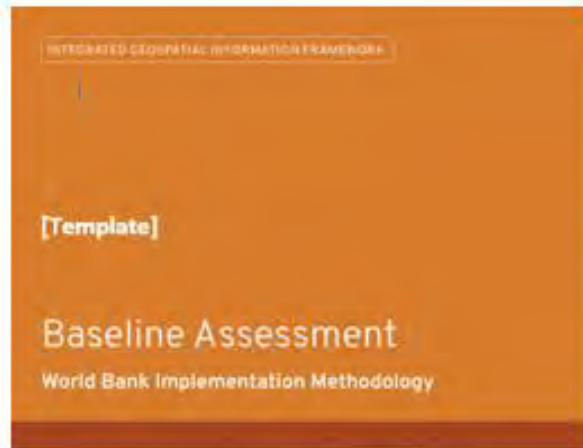 INTEGRATED GEOSPATIAL INFORMATION FRAMEWORK
[Template]
Baseline Assessment
World Bank Implementation Methodology